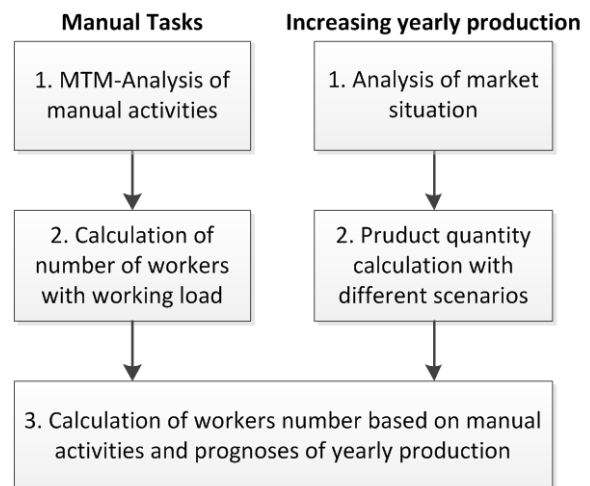 Manual Tasks
1. MTM-Analysis of
manual activities
2. Calculation of
number of workers
with working load
Increasing yearly production
1. Analysis of market
situation
2. Pruduct quantity
calculation with
different scenarios
3. Calculation of workers number based on manual
activities and prognoses of yearly production